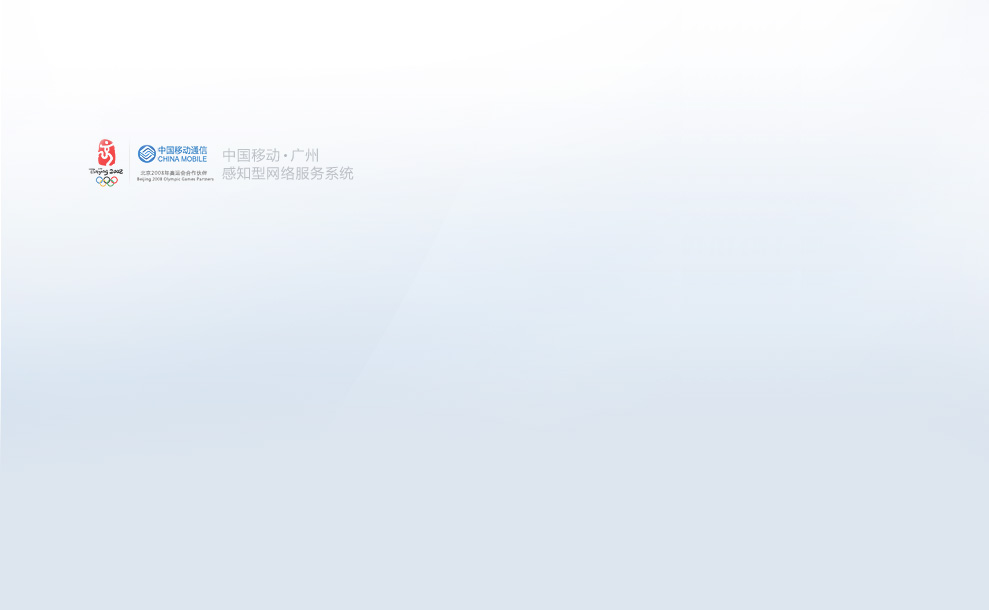 Beijing 2008
中国移动通信
CHINA MOBILE
北京2008年奥运会合作伙伴
Beijing 2008 Olympic Games Partners
中国移动·广州
感知型网络服务系统